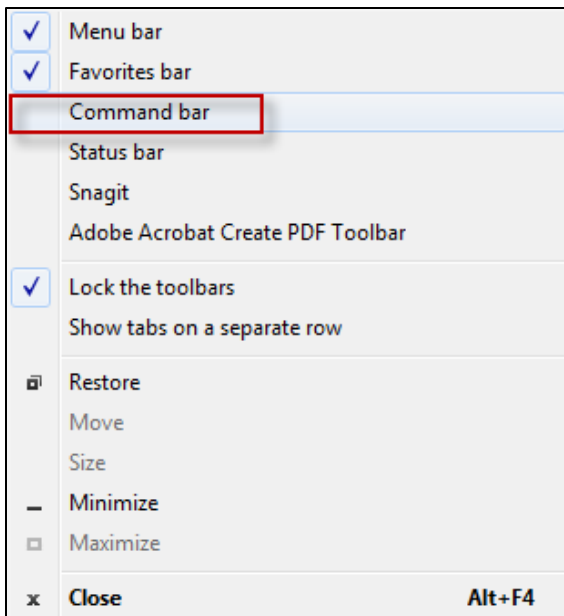 Menu bar
Favorites bar
Command bar
Status bar
Snagit
Adobe Acrobat Create PDF Toolbar
Lock the toolbars
Show tabs on a separate row
Restore
Move
Size
Minimize
Maximize
Close Alt+F4